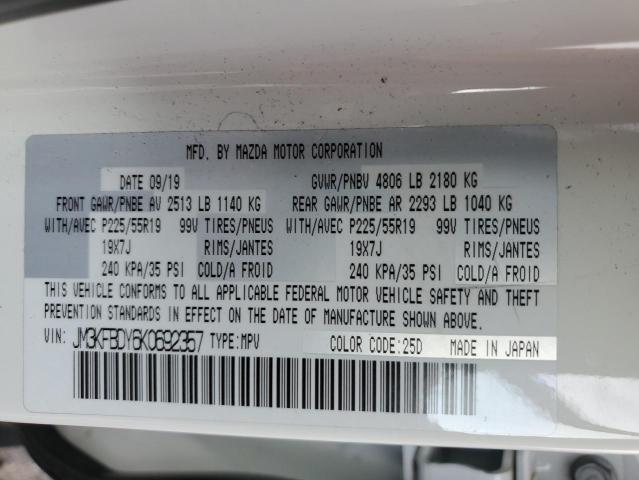 MFD. BY MAZDA MOTOR CORPORATION
DATE 09/19 GVWR/PNBV 4806 LB 2180 KG
FRONT GAWR/PNBE AV 2513 LB 1140 KG REAR GAWR/PNBE AR 2293 LB 1040 KG
WITH/AVEC P225/55R19 99V TIRES/PNEUS WITH/AVEC P225/55R19 99V TIRES/PNEUS
19X7J RIMS/JANTES 19X7J RIMS/JANTES
240 KPA/35 PSI COLD/A FROID 240 KPA/35 PSI COLD/A FROID
THIS VEHICLE CONFORMS TO ALL APPLICABLE FEDERAL MOTOR VEHICLE SAFETY AND THEFT
PREVENTION STANDARDS IN EFFECT ON THE DATE OF MANUFACTURE SHOWN ABOVE.
VIN: JM3KFBDY6K0692357 TYPE:MPV COLOR CODE:25D MADE IN JAPAN